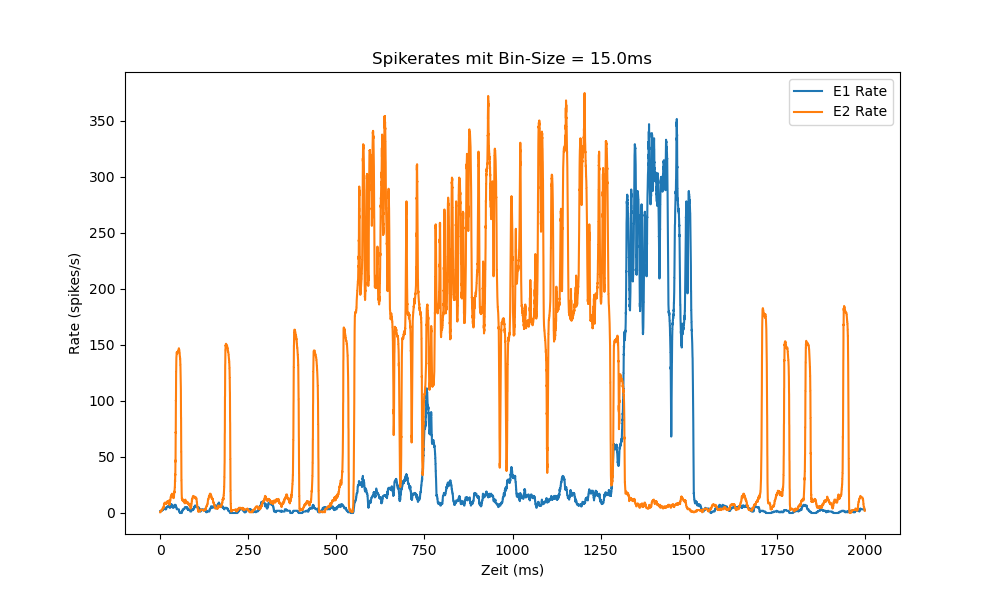 Spikerates mit Bin-Size = 15.0ms
E1 Rate
E2 Rate
350
300
250
200
150
100
50
0
Rate (spikes/s)
0 250 500 750 1000 1250 1500 1750 2000
Zeit (ms)